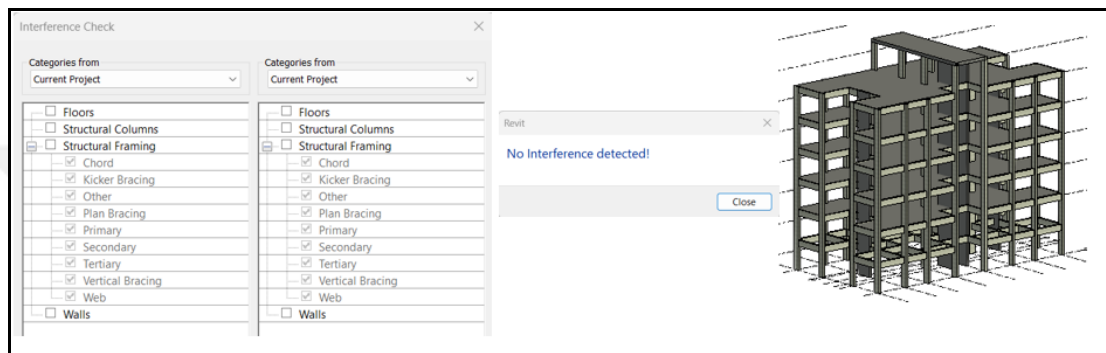 Interference Check
Categories from
Current Project
Floors
Structural Columns
Structural Framing
Chord
Kicker Bracing
Other
Plan Bracing
Primary
Secondary
Tertiary
Vertical Bracing
Web
Walls
Categories from
Current Project
Floors
Structural Columns
Structural Framing
Chord
Kicker Bracing
Other
Plan Bracing
Primary
Secondary
Tertiary
Vertical Bracing
Web
Walls
Revit
No Interference detected!
Close